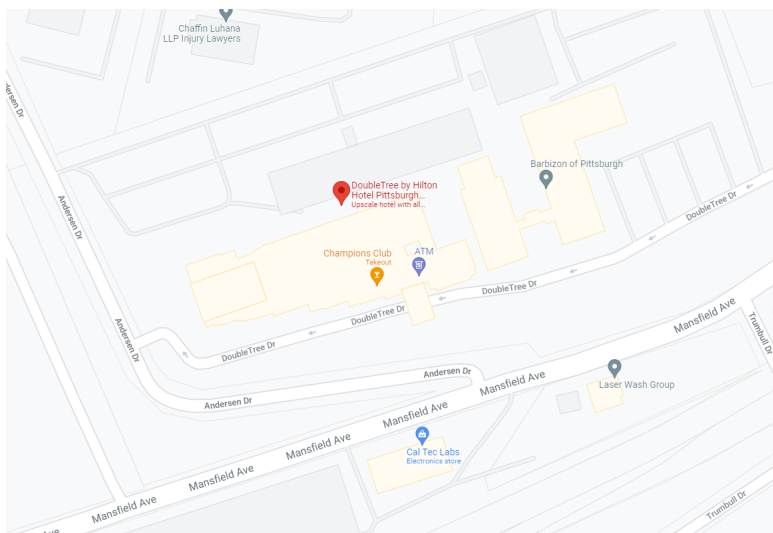 Chaffin Luhana
LLP Injury Lawyers
Andersen Dr
Andersen Dr
Barbizon of Pittsburgh
DoubleTree by Hilton
Hotel Pittsburgh...
Upscale hotel with all...
DoubleTree Dr
Champions Club
Takeout
ATM
DoubleTree Dr
DoubleTree Dr
Mansfield Ave
Trumbull Dr
Andersen Dr
DoubleTree Dr
Andersen Dr
Mansfield Ave
Laser Wash Group
Andersen Dr
Mansfield Ave
Mansfield Ave
Cal Tec Labs
Electronics store
Mansfield Ave
Mansfield Ave
Trumbull Dr
Ave